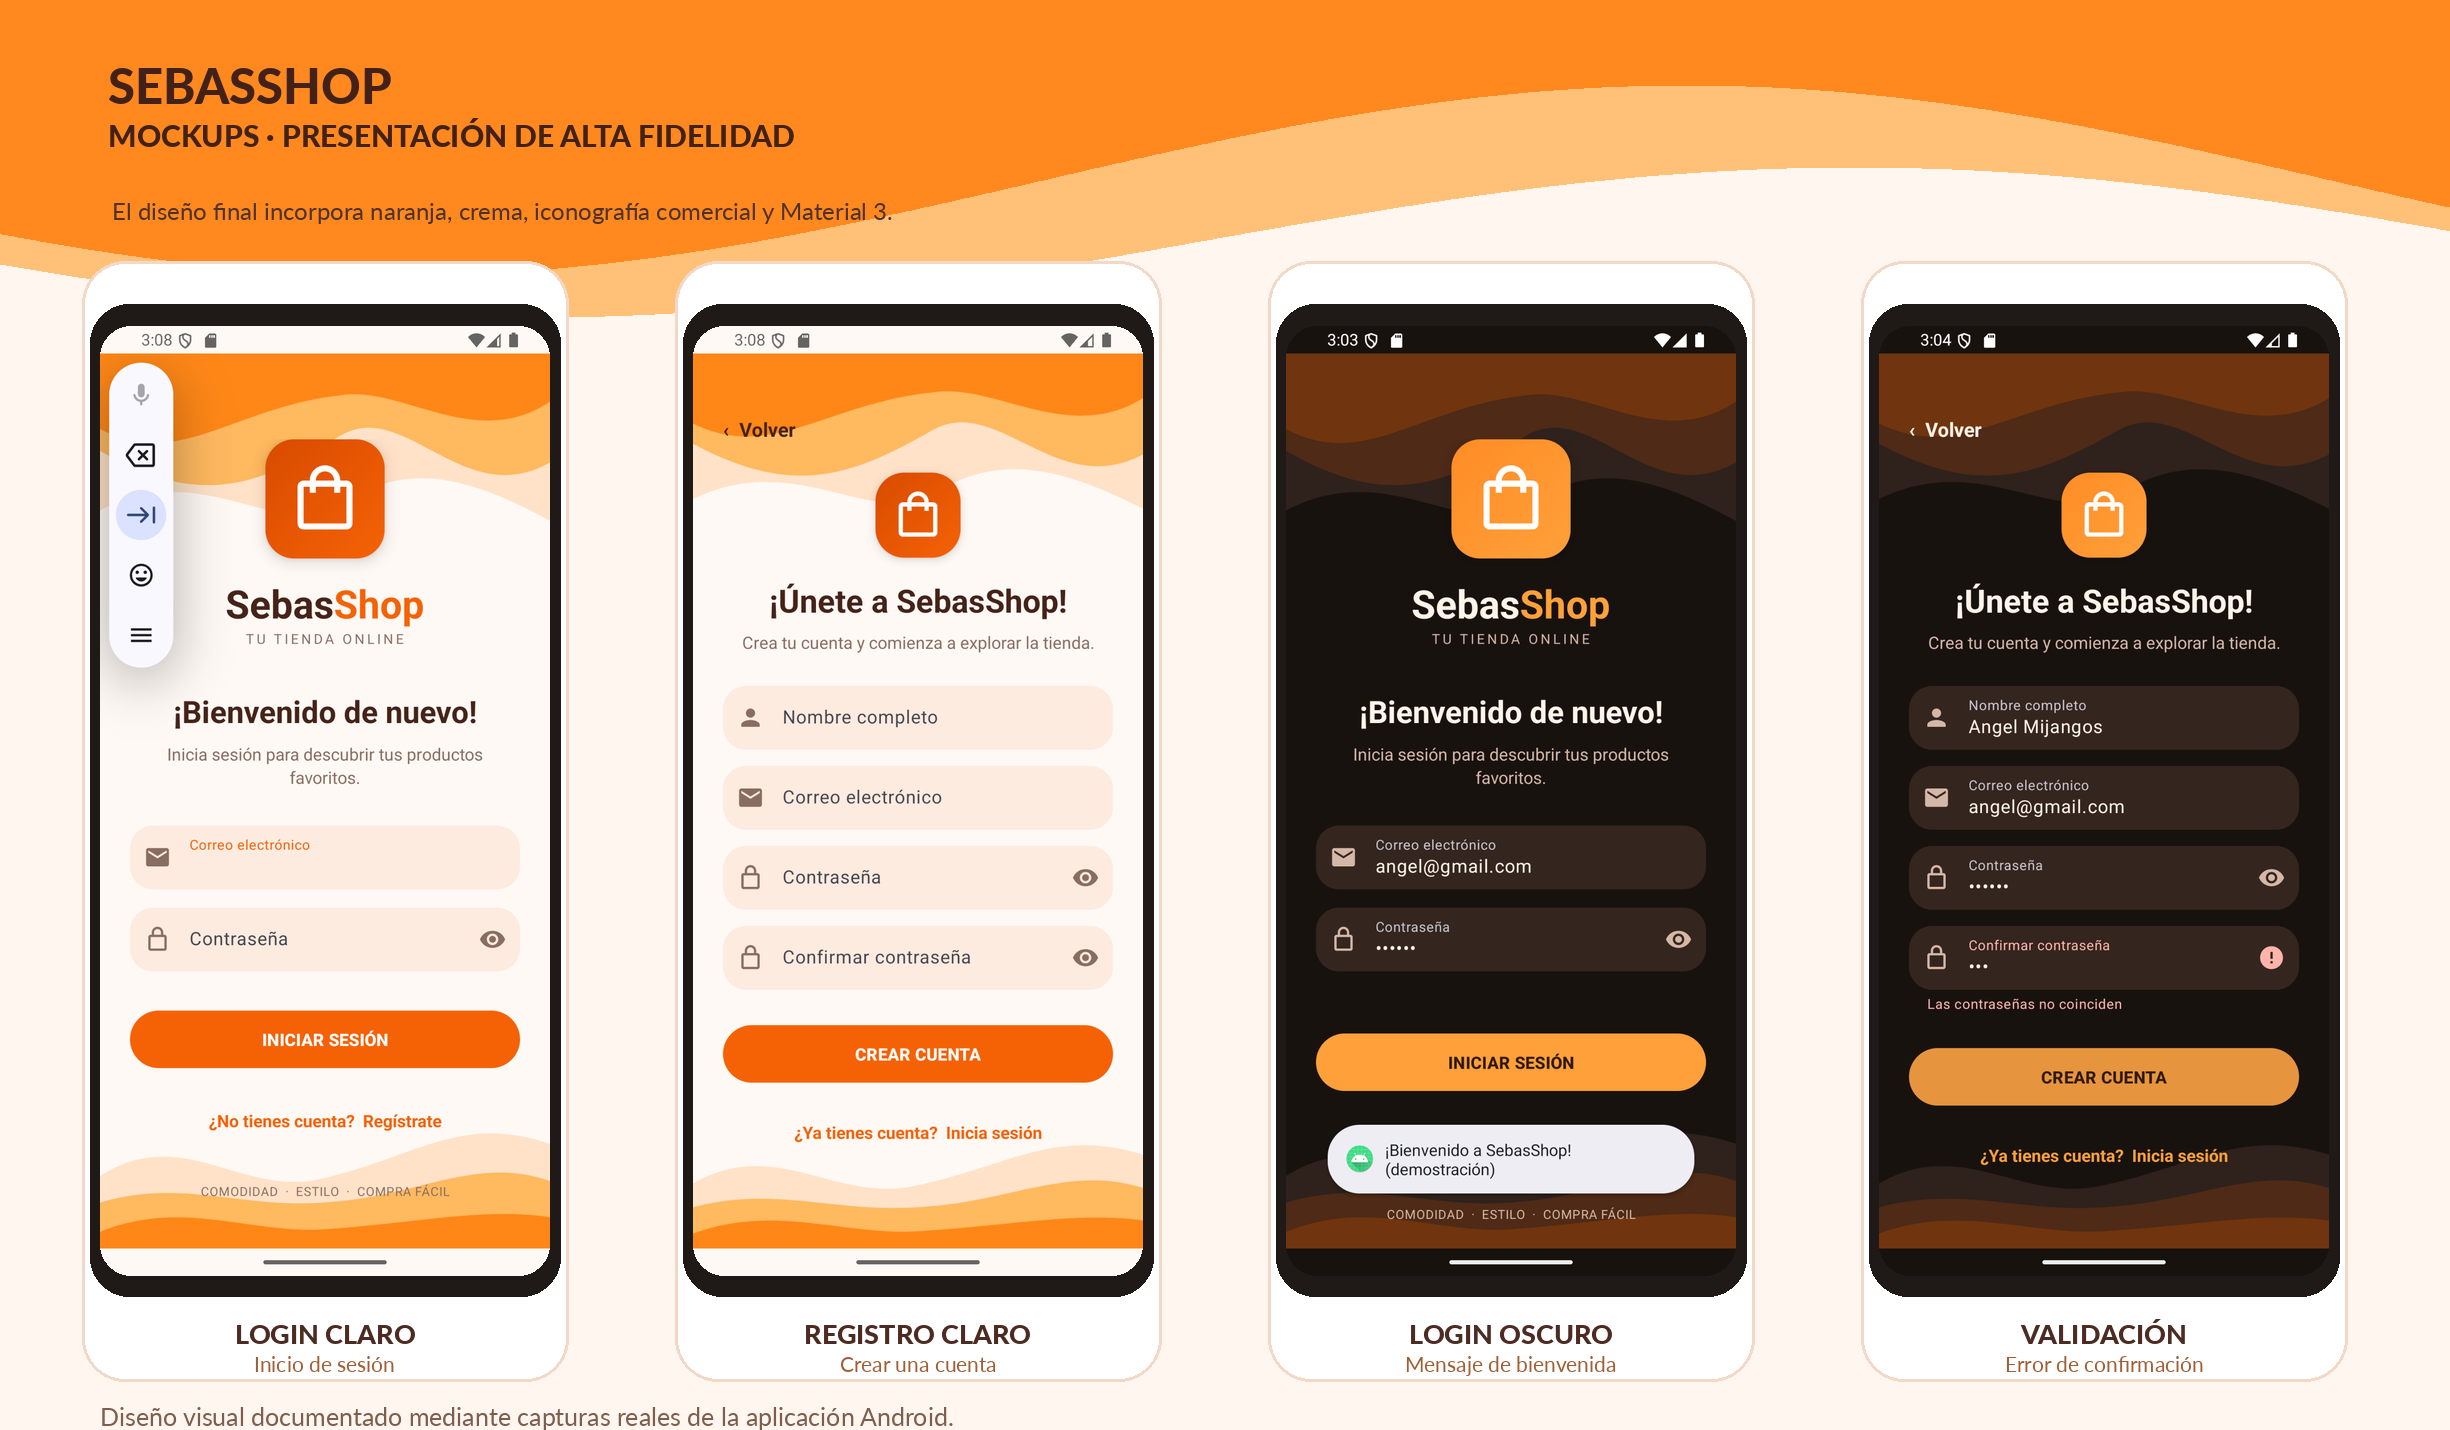 SEBASSHOP
MOCKUPS · PRESENTACIÓN DE ALTA FIDELIDAD
El diseño final incorpora naranja, crema, iconografía comercial y Material 3.
3:08
SebasShop
TU TIENDA ONLINE
¡Bienvenido de nuevo!
Inicia sesión para descubrir tus productos
favoritos.
Correo electrónico
Contraseña
INICIAR SESIÓN
¿No tienes cuenta? Regístrate
COMODIDAD · ESTILO · COMPRA FÁCIL
LOGIN CLARO
Inicio de sesión
3:08
‹ Volver
¡Únete a SebasShop!
Crea tu cuenta y comienza a explorar la tienda.
Nombre completo
Correo electrónico
Contraseña
Confirmar contraseña
CREAR CUENTA
¿Ya tienes cuenta? Inicia sesión
REGISTRO CLARO
Crear una cuenta
3:03
SebasShop
TU TIENDA ONLINE
¡Bienvenido de nuevo!
Inicia sesión para descubrir tus productos
favoritos.
Correo electrónico
angel@gmail.com
Contraseña
••••••
INICIAR SESIÓN
¡Bienvenido a SebasShop!
(demostración)
COMODIDAD · ESTILO · COMPRA FÁCIL
LOGIN OSCURO
Mensaje de bienvenida
3:04
‹ Volver
¡Únete a SebasShop!
Crea tu cuenta y comienza a explorar la tienda.
Nombre completo
Angel Mijangos
Correo electrónico
angel@gmail.com
Contraseña
••••••
Confirmar contraseña
•••
Las contraseñas no coinciden
CREAR CUENTA
¿Ya tienes cuenta? Inicia sesión
VALIDACIÓN
Error de confirmación
Diseño visual documentado mediante capturas reales de la aplicación Android.